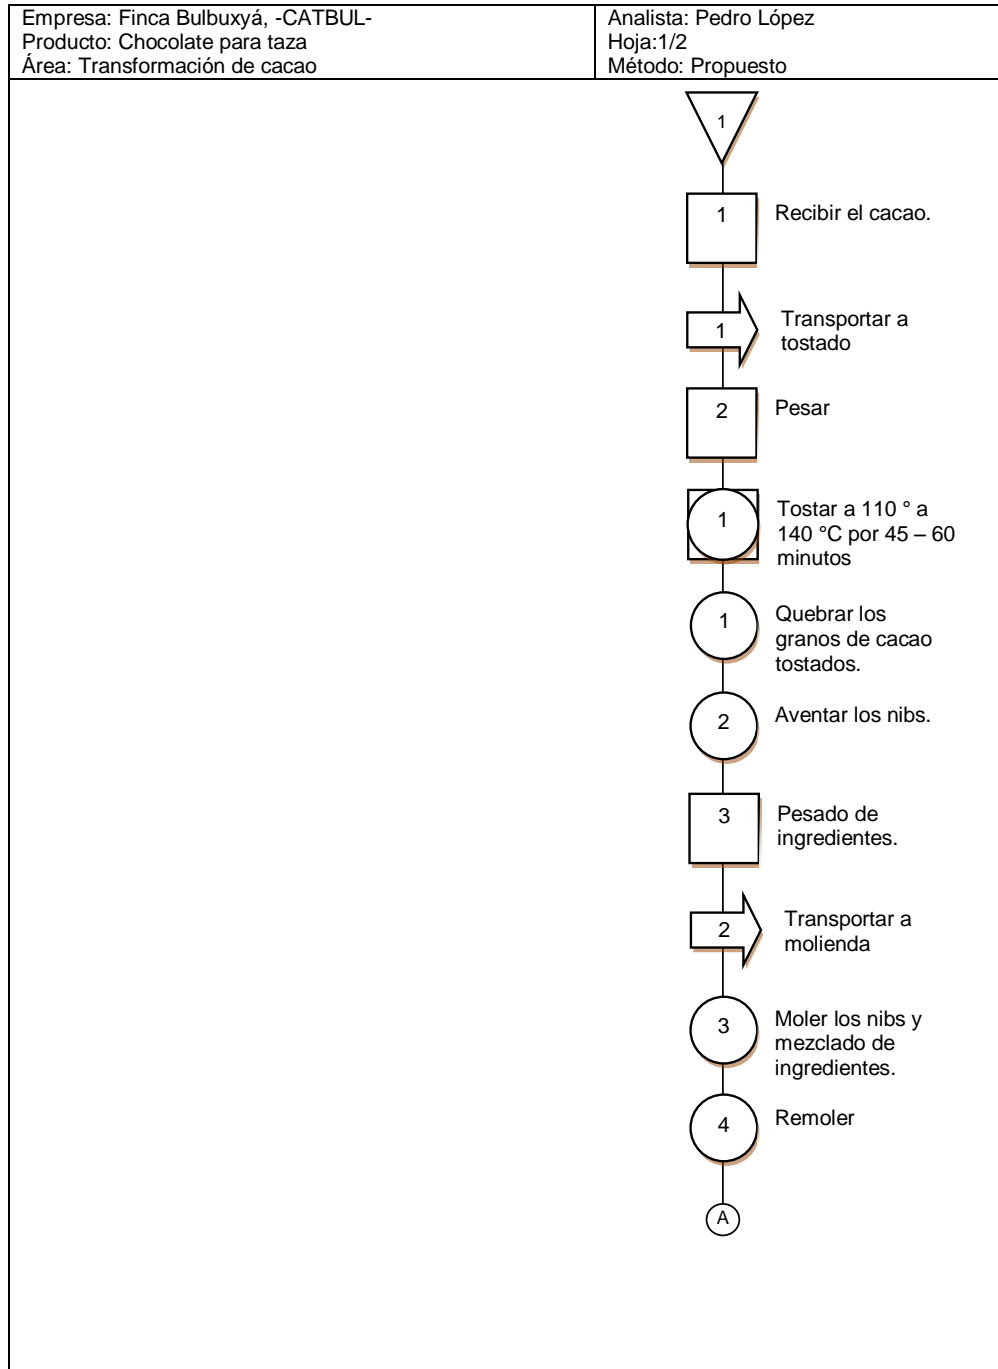 Empresa: Finca Bulbuxyá, -CATBUL-
Producto: Chocolate para taza
Área: Transformación de cacao
Analista: Pedro López
Hoja:1/2
Método: Propuesto
1
1
Recibir el cacao.
1
Transportar a
tostado
2
Pesar
1
Tostar a 110 ° a
140 °C por 45 – 60
minutos
1
Quebrar los
granos de cacao
tostados.
2
Aventar los nibs.
3
Pesado de
ingredientes.
2
Transportar a
molienda
3
Moler los nibs y
mezclado de
ingredientes.
4
Remoler
A